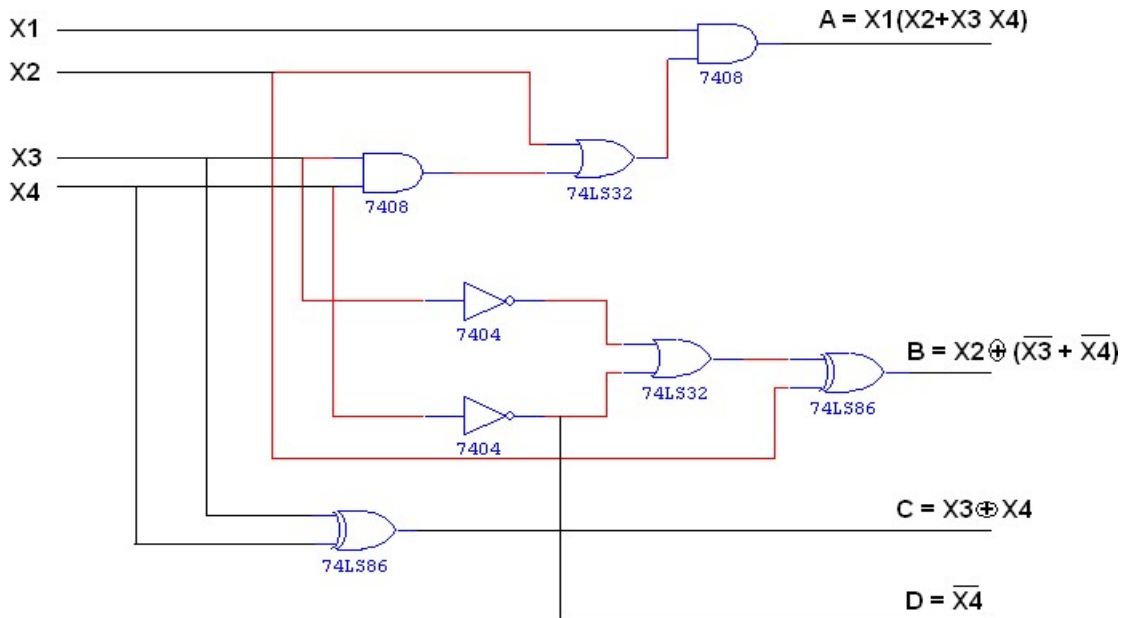 X1
A = X1(X2+X3 X4)
X2
7408
X3
X4
7408
74LS32
7404
B = X2 ⊕ (X̅3̅ + X̅4̅)
74LS32
74LS86
7404
C = X3⊕X4
74LS86
D = X̅4̅